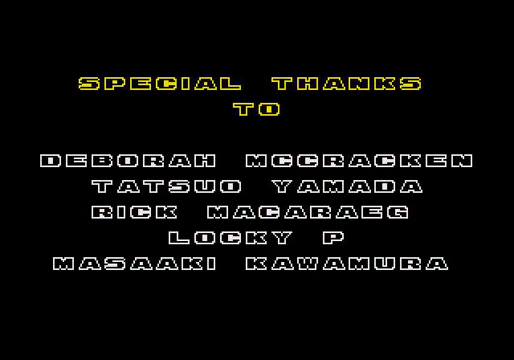 SPECIAL THANKS
TO
DEBORAH MCCRACKEN
TATSUO YAMADA
RICK MACARAEG
LOCKY P
MASAAKI KAWAMURA